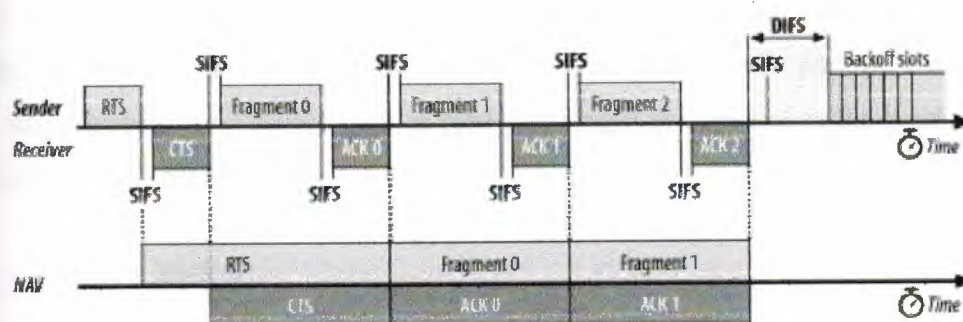 DIFS
SIFS SIFS SIFS SIFS Backoff slots
Sender RTS Fragment 0 Fragment 1 Fragment 2
Receiver CTS ACK 0 ACK 1 ACK 2 Time
SIFS SIFS SIFS SIFS
RTS Fragment 0 Fragment 1
NAV
CTS ACK 0 ACK 1 Time